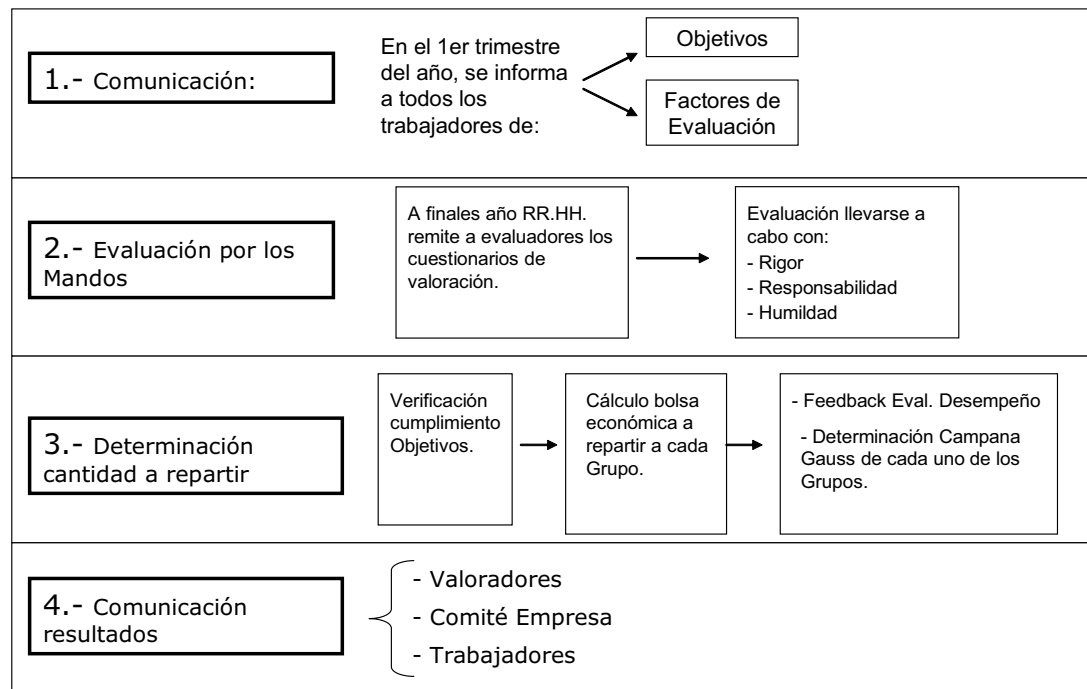 1.- Comunicación:
En el 1er trimestre
del año, se informa
a todos los
trabajadores de:
Objetivos
Factores de
Evaluación
2.- Evaluación por los
Mandos
A finales año RR.HH.
remite a evaluadores los
cuestionarios de
valoración.
Evaluación llevarse a
cabo con:
- Rigor
- Responsabilidad
- Humildad
3.- Determinación
cantidad a repartir
Verificación
cumplimiento
Objetivos.
Cálculo bolsa
económica a
repartir a cada
Grupo.
- Feedback Eval. Desempeño
- Determinación Campana
Gauss de cada uno de los
Grupos.
4.- Comunicación
resultados
- Valoradores
- Comité Empresa
- Trabajadores